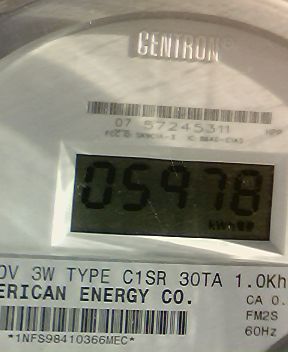 CENTRON
07 57245311
05978
kWh
0V 3W TYPE C1SR 30TA 1.0Kh
ERICAN ENERGY CO.
CA 0.
FM2S
60Hz
*1NFS98410366MEC*